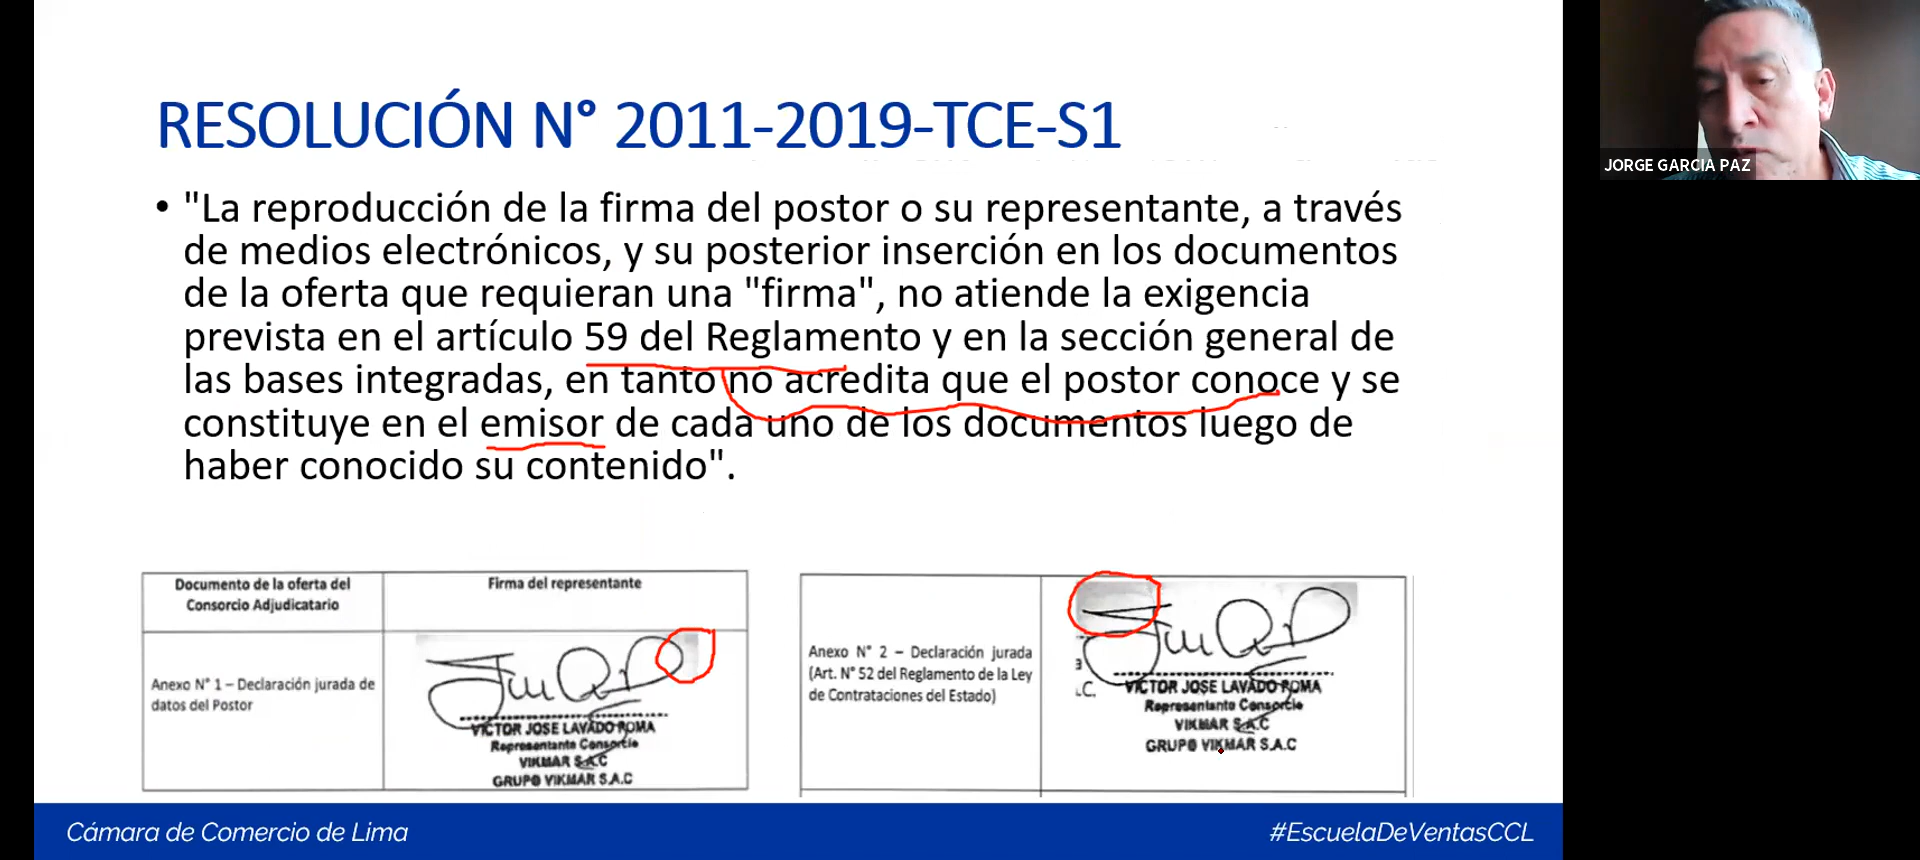 RESOLUCIÓN N° 2011-2019-TCE-S1
• "La reproducción de la firma del postor o su representante, a través
de medios electrónicos, y su posterior inserción en los documentos
de la oferta que requieran una "firma", no atiende la exigencia
prevista en el artículo 59 del Reglamento y en la sección general de
las bases integradas, en tanto no acredita que el postor conoce y se
constituye en el emisor de cada uno de los documentos luego de
haber conocido su contenido".
Documento de la oferta del
Consorcio Adjudicatario
Firma del representante
Anexo N° 1 – Declaración jurada de
datos del Postor
VICTOR JOSE LAVADO ROMA
Representante Consorcio
VIKMAR S.A.C
GRUPO VIKMAR S.A.C
Anexo N° 2 – Declaración jurada
(Art. N° 52 del Reglamento de la Ley
de Contrataciones del Estado)
VICTOR JOSE LAVADO ROMA
Representante Consorcio
VIKMAR S.A.C
GRUPO VIKMAR S.A.C
Cámara de Comercio de Lima
#EscuelaDeVentasCCL
JORGE GARCIA PAZ